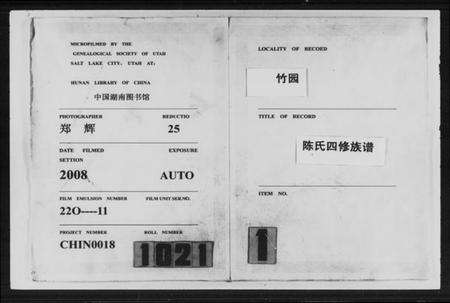 MICROFILMED BY THE
GENEALOGICAL SOCIETY OF UTAH
SALT LAKE CITY, UTAH AT:
HUNAN LIBRARY OF CHINA
中国湖南图书馆
PHOTOGRAPHER REDUCTIO
郑 辉 25
DATE FILMED EXPOSURE
SETTION
2008 AUTO
FILM EMULSION NUMBER FILM UNIT SER.NO.
22O----11
PROJECT NUMBER ROLL NUMBER
CHIN0018 1021
LOCALITY OF RECORD
竹园
TITLE OF RECORD
陈氏四修族谱
ITEM NO.
1